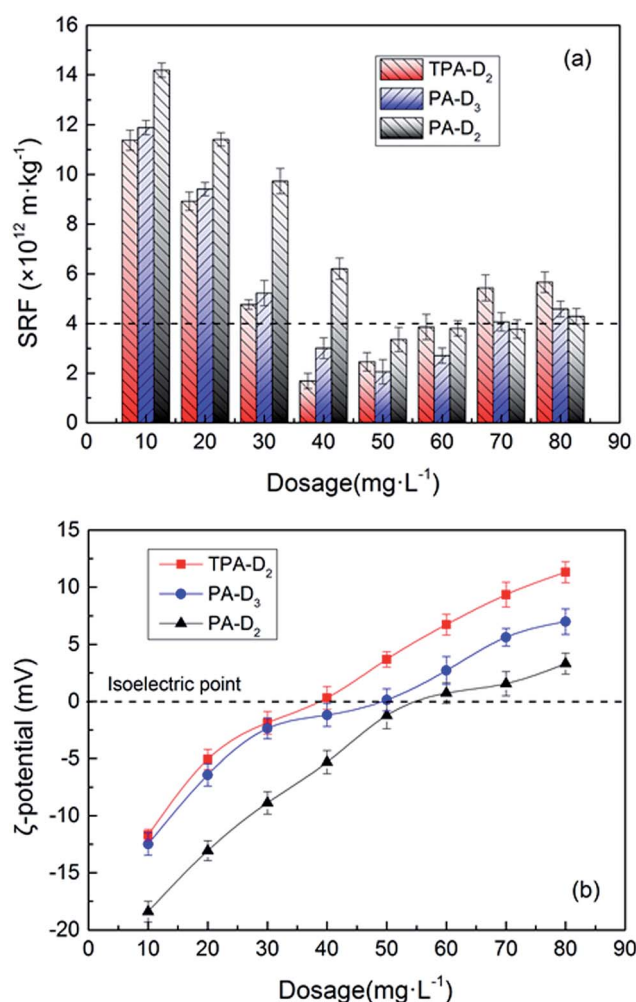 (a)
TPA-D₂
PA-D₃
PA-D₂
SRF (×10¹² m·kg⁻¹)
16
14
12
10
8
6
4
2
0
0 10 20 30 40 50 60 70 80 90
Dosage(mg·L⁻¹)
15
10
5
0
-5
-10
-15
-20
TPA-D₂
PA-D₃
PA-D₂
Isoelectric point
ζ-potential (mV)
(b)
0 10 20 30 40 50 60 70 80 90
Dosage(mg·L⁻¹)